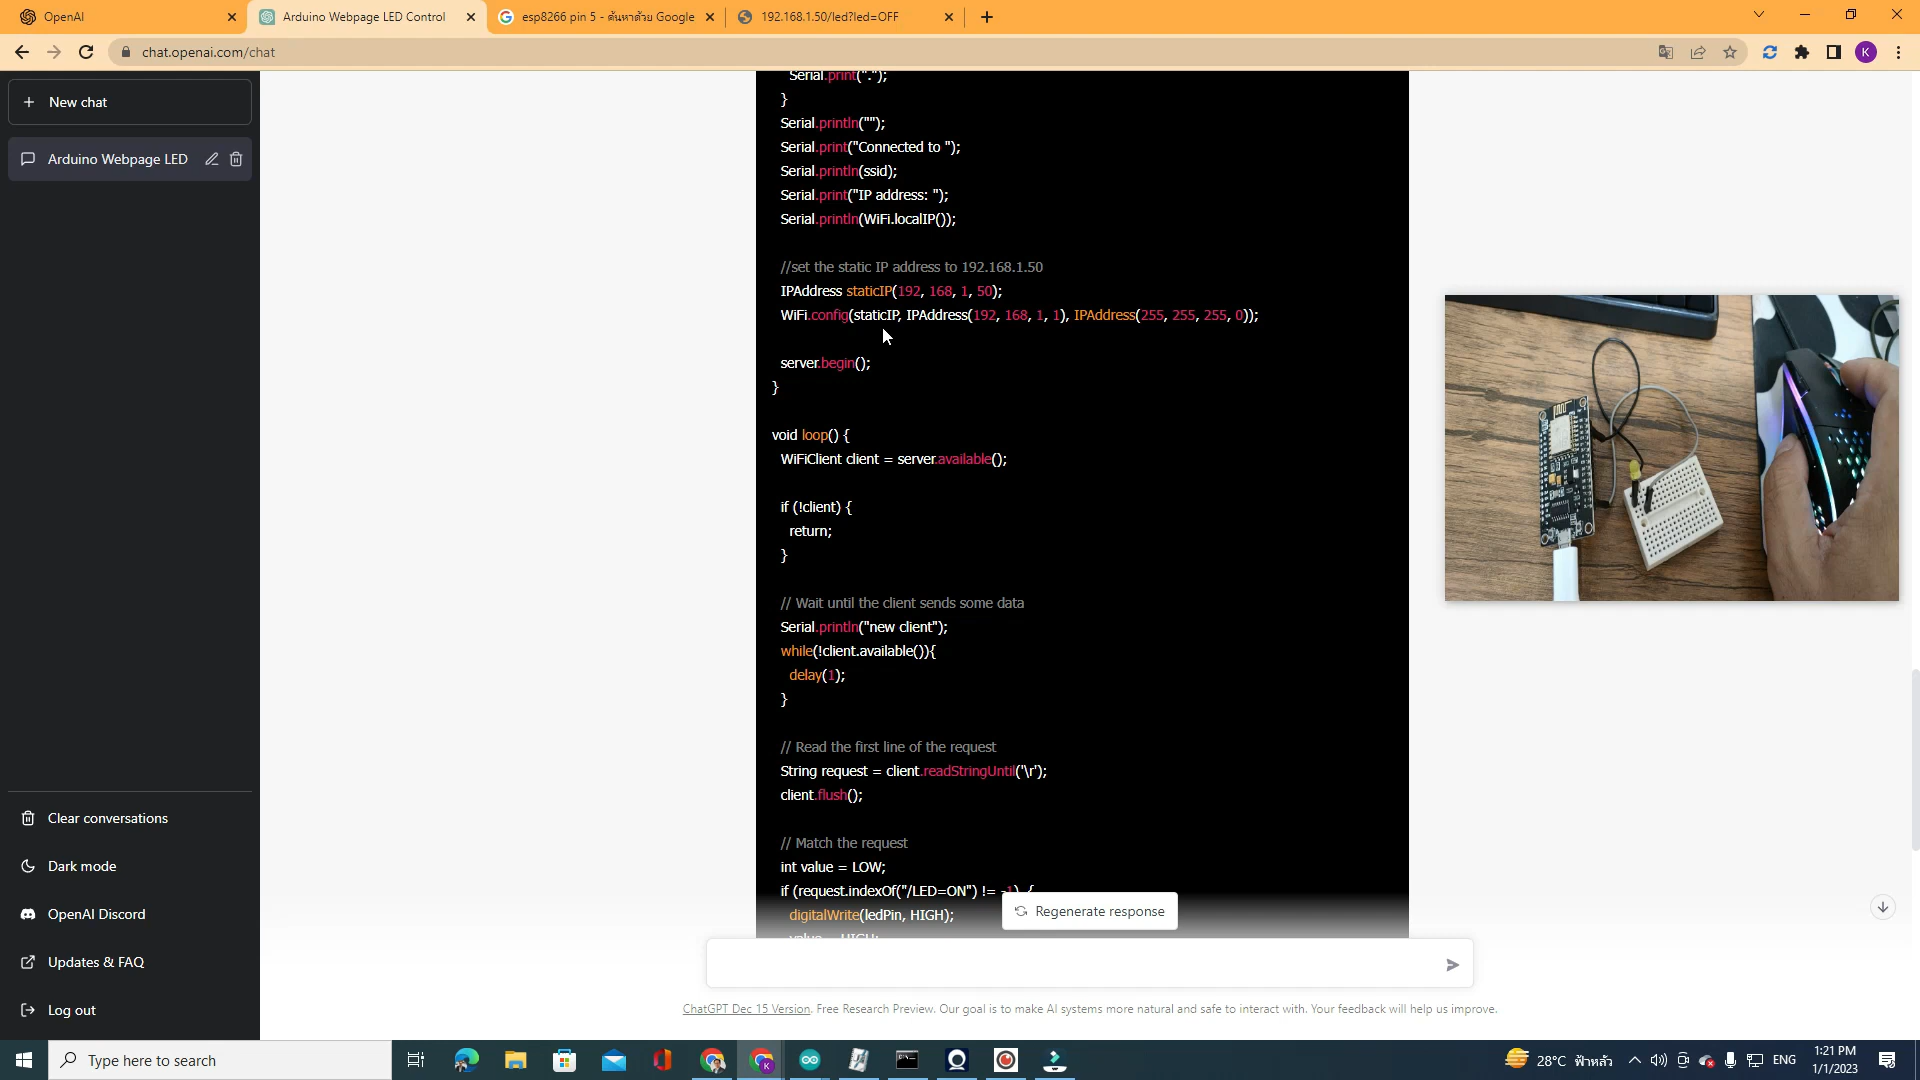 OpenAI
Arduino Webpage LED Control
esp8266 pin 5 - ค้นหาด้วย Google
192.168.1.50/led?led=OFF
chat.openai.com/chat
K
New chat
Arduino Webpage LED
Serial.print(".");
}
Serial.println("");
Serial.print("Connected to ");
Serial.println(ssid);
Serial.print("IP address: ");
Serial.println(WiFi.localIP());
//set the static IP address to 192.168.1.50
IPAddress staticIP(192, 168, 1, 50);
WiFi.config(staticIP, IPAddress(192, 168, 1, 1), IPAddress(255, 255, 255, 0));
server.begin();
}
void loop() {
WiFiClient client = server.available();
if (!client) {
return;
}
// Wait until the client sends some data
Serial.println("new client");
while(!client.available()){
delay(1);
}
// Read the first line of the request
String request = client.readStringUntil('\r');
client.flush();
// Match the request
int value = LOW;
if (request.indexOf("/LED=ON") != -1) {
digitalWrite(ledPin, HIGH);
value = HIGH;
Regenerate response
Clear conversations
Dark mode
OpenAI Discord
Updates & FAQ
Log out
ChatGPT Dec 15 Version. Free Research Preview. Our goal is to make AI systems more natural and safe to interact with. Your feedback will help us improve.
Type here to search
28°C ฟ้าหลัว
ENG
1:21 PM
1/1/2023